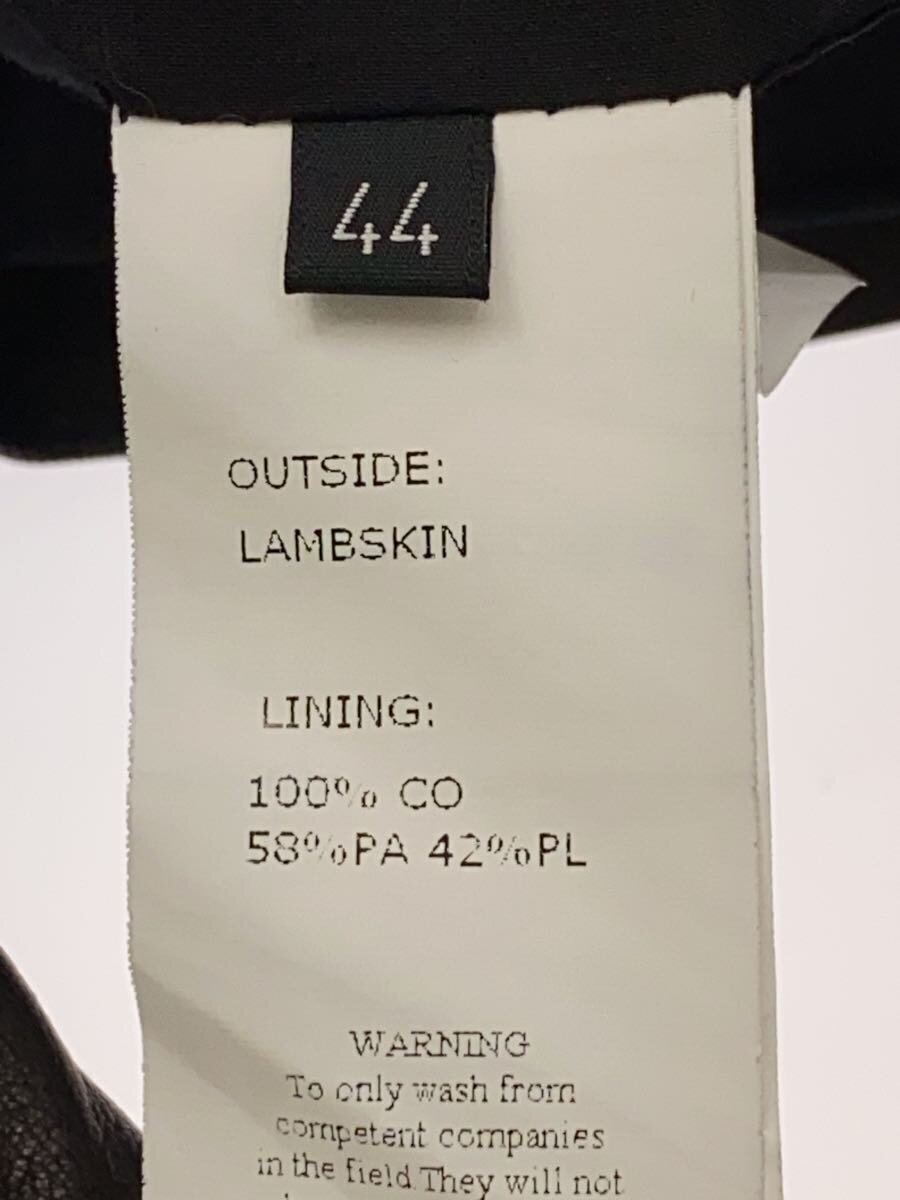 44
OUTSIDE:
LAMBSKIN
LINING:
100% CO
58%PA 42%PL
WARNING
To only wash from
competent companies
in the field.They will not